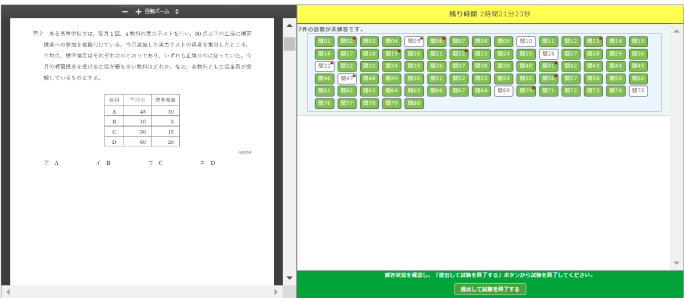 自動ズーム
問２　ある高等学校では，毎月１回，４教科の実力テストを行い，30 点以下の生徒に補習
授業への参加を義務付けている。今月実施した実力テストの得点を集計したところ，
平均点，標準偏差はそれぞれ次のとおりであり，いずれも正規分布に従っていた。今
月の補習授業を受ける生徒が最も多い教科はどれか。なお，各教科とも生徒全員が受
験しているものとする。
教科 平均点 標準偏差
A 45 10
B 40 5
C 50 15
D 60 20
ア A イ B ウ C エ D
残り時間 2時間21分23秒
7件の設問が未解答です。
問01 問02 問03 問04 問05 問06 問07 問08 問09 問10 問11 問12 問13 問14 問15
問16 問17 問18 問19 問20 問21 問22 問23 問24 問25 問26 問27 問28 問29 問30
問31 問32 問33 問34 問35 問36 問37 問38 問39 問40 問41 問42 問43 問44 問45
問46 問47 問48 問49 問50 問51 問52 問53 問54 問55 問56 問57 問58 問59 問60
問61 問62 問63 問64 問65 問66 問67 問68 問69 問70 問71 問72 問73 問74 問75
問76 問77 問78 問79 問80
解答状況を確認し、「提出して試験を終了する」ボタンから試験を終了してください。
提出して試験を終了する